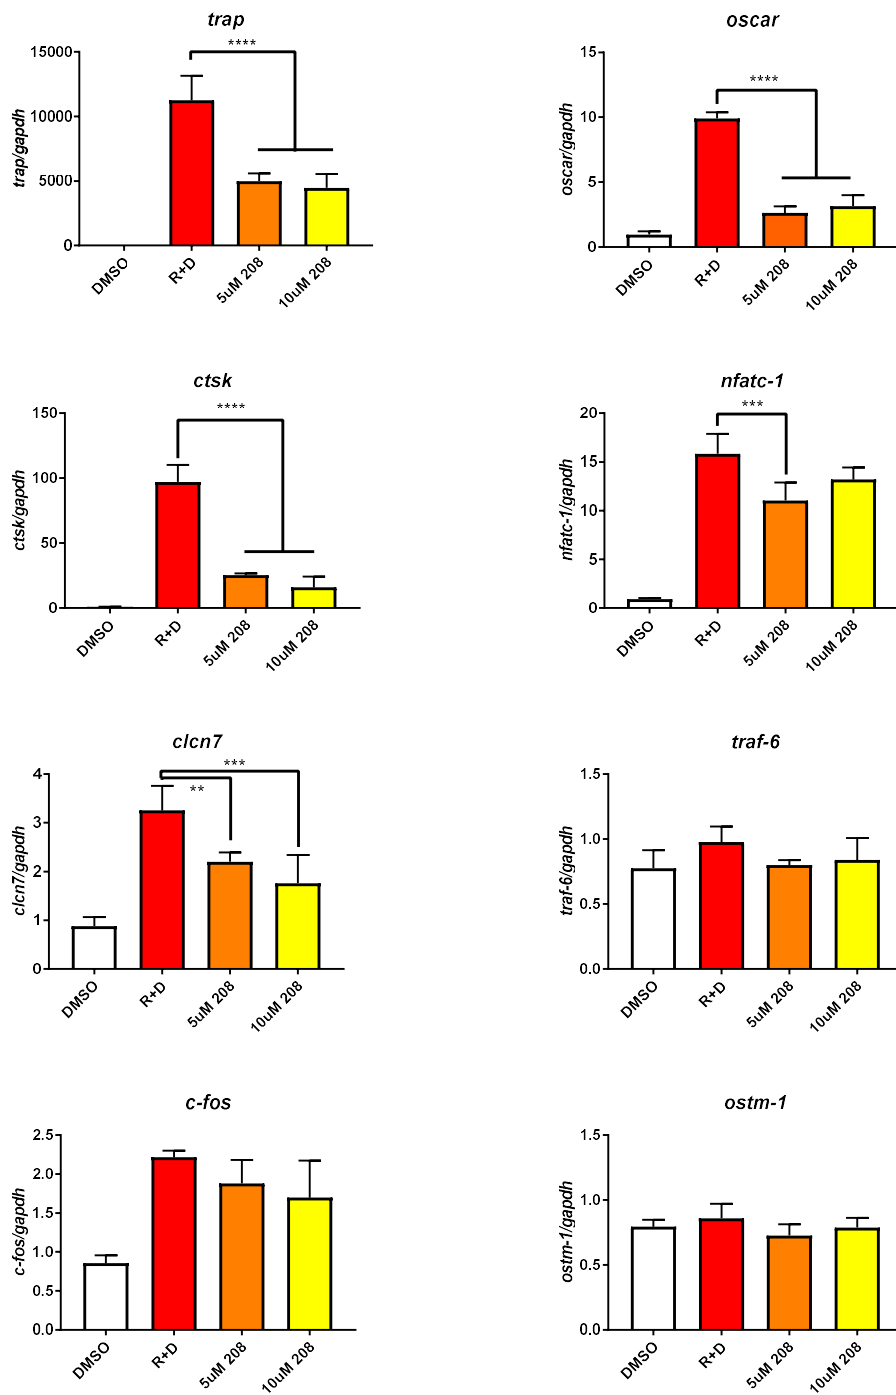 trap
****
15000
10000
5000
0
trap/gapdh
DMSO
R+D
5uM 208
10uM 208
oscar
****
15
10
5
0
oscar/gapdh
DMSO
R+D
5uM 208
10uM 208
ctsk
****
150
100
50
0
ctsk/gapdh
DMSO
R+D
5uM 208
10uM 208
nfatc-1
***
20
15
10
5
0
nfatc-1/gapdh
DMSO
R+D
5uM 208
10uM 208
clcn7
***
**
4
3
2
1
0
clcn7/gapdh
DMSO
R+D
5uM 208
10uM 208
traf-6
1.5
1.0
0.5
0.0
traf-6/gapdh
DMSO
R+D
5uM 208
10uM 208
c-fos
2.5
2.0
1.5
1.0
0.5
0.0
c-fos/gapdh
DMSO
R+D
5uM 208
10uM 208
ostm-1
1.5
1.0
0.5
0.0
ostm-1/gapdh
DMSO
R+D
5uM 208
10uM 208